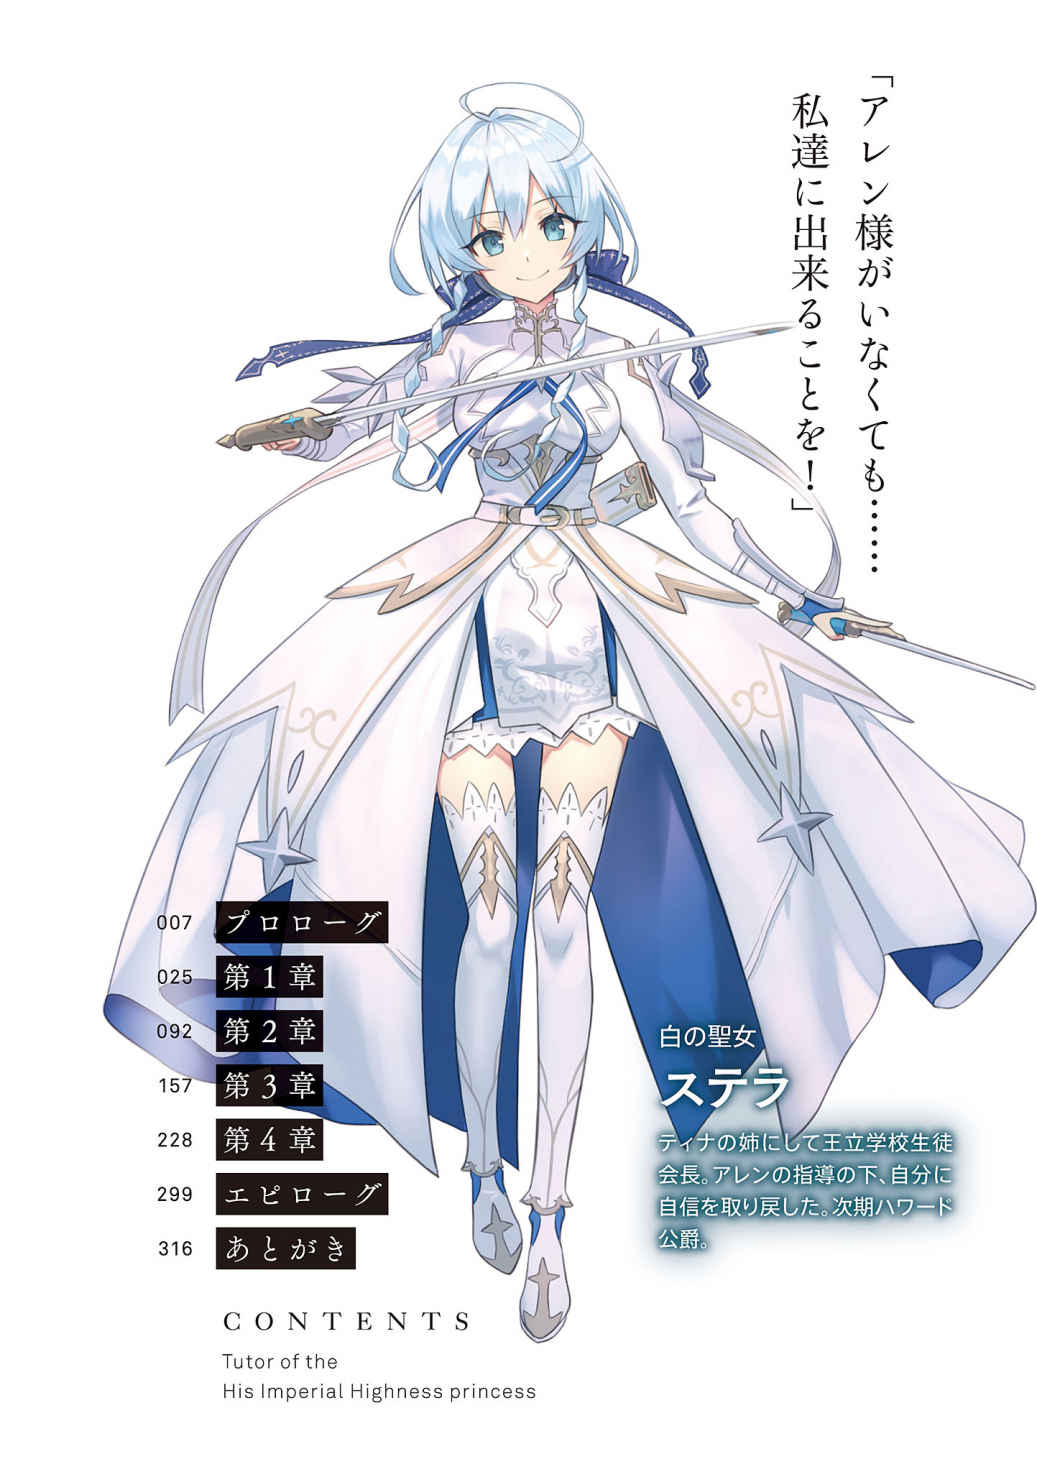 「アレン様がいなくても……
私達に出来ることを！」
007 プロローグ
025 第1章
092 第2章
157 第3章
228 第4章
299 エピローグ
316 あとがき
CONTENTS
Tutor of the
His Imperial Highness princess
白の聖女
ステラ
ティナの姉にして王立学校生徒
会長。アレンの指導の下、自分に
自信を取り戻した。次期ハワード
公爵。